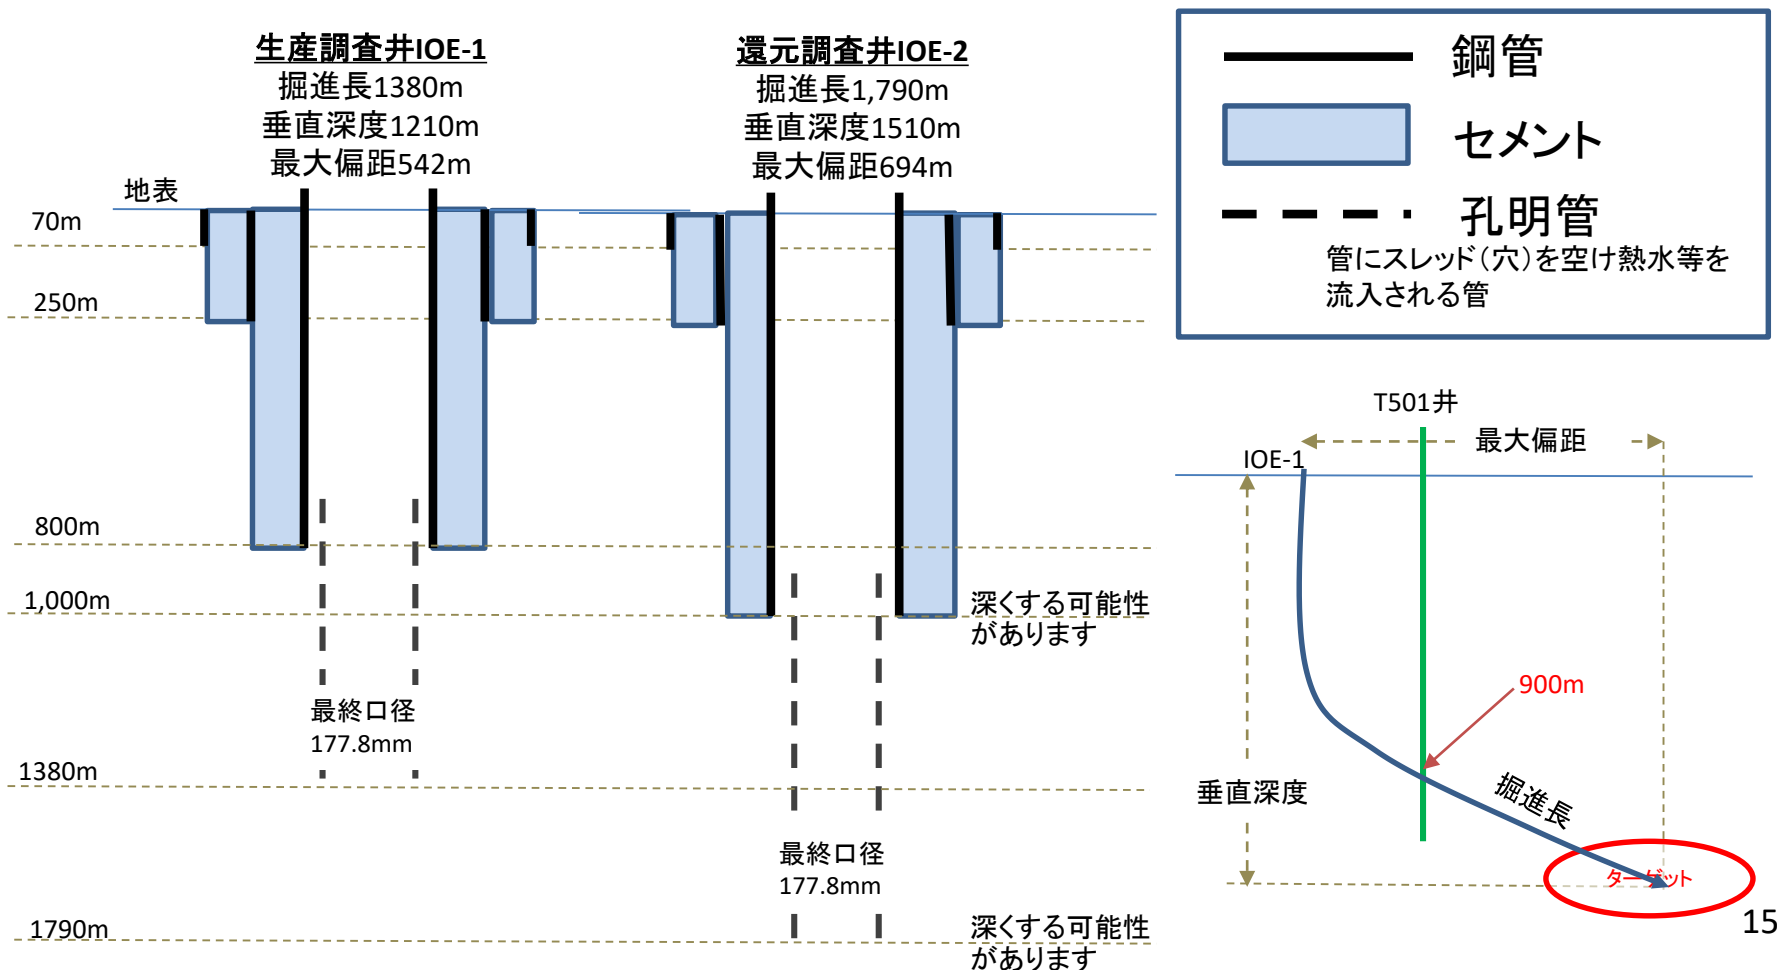 生産調査井IOE-1
掘進長1380m
垂直深度1210m
最大偏距542m
還元調査井IOE-2
掘進長1,790m
垂直深度1510m
最大偏距694m
地表
70m
250m
800m
1,000m
1380m
1790m
最終口径
177.8mm
最終口径
177.8mm
深くする可能性
があります
深くする可能性
があります
鋼管
セメント
孔明管
管にスレッド(穴)を空け熱水等を
流入される管
T501井
最大偏距
IOE-1
900m
垂直深度
掘進長
ターゲット
15